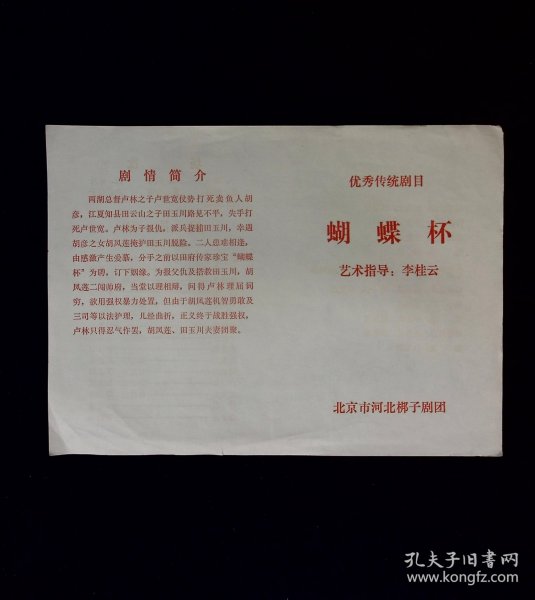 剧情简介
两湖总督卢林之子卢世宽仗势打死卖鱼人胡
彦,江夏知县田云山之子田玉川路见不平,失手打
死卢世宽。卢林为子报仇,派兵捉捕田玉川,幸遇
胡彦之女胡凤莲掩护田玉川脱险。二人患难相逢,
由感激产生爱慕,分手之前以田府传家珍宝“蝴蝶
杯”为聘,订下姻缘。为报父仇及搭救田玉川,胡
凤莲二闯帅府,当堂以理相辩,问得卢林理屈词
穷,欲用强权暴力处置,但由于胡凤莲机智勇敢及
三司等以法护理,几经曲折,正义终于战胜强权,
卢林只得忍气作罢,胡凤莲、田玉川夫妻团聚。
优秀传统剧目
蝴蝶杯
艺术指导:李桂云
北京市河北梆子剧团
孔夫子旧书网
www.kongfz.com